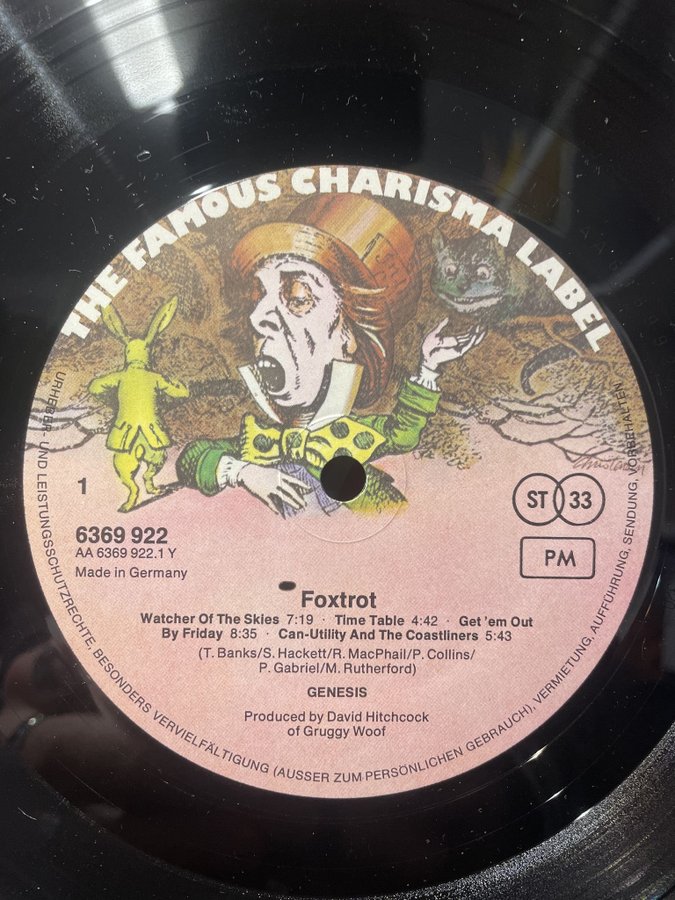 THE FAMOUS CHARISMA LABEL
1
6369 922
AA 6369 922.1 Y
Made in Germany
ST 33
PM
Foxtrot
Watcher Of The Skies 7:19 · Time Table 4:42 · Get 'em Out
By Friday 8:35 · Can-Utility And The Coastliners 5:43
(T. Banks/S. Hackett/R. MacPhail/P. Collins/
P. Gabriel/M. Rutherford)
GENESIS
Produced by David Hitchcock
of Gruggy Woof
URHEBER- UND LEISTUNGSSCHUTZRECHTE, BESONDERS VERVIELFÄLTIGUNG (AUSSER ZUM PERSÖNLICHEN GEBRAUCH), VERMIETUNG, AUFFÜHRUNG, SENDUNG, VORBEHALTEN